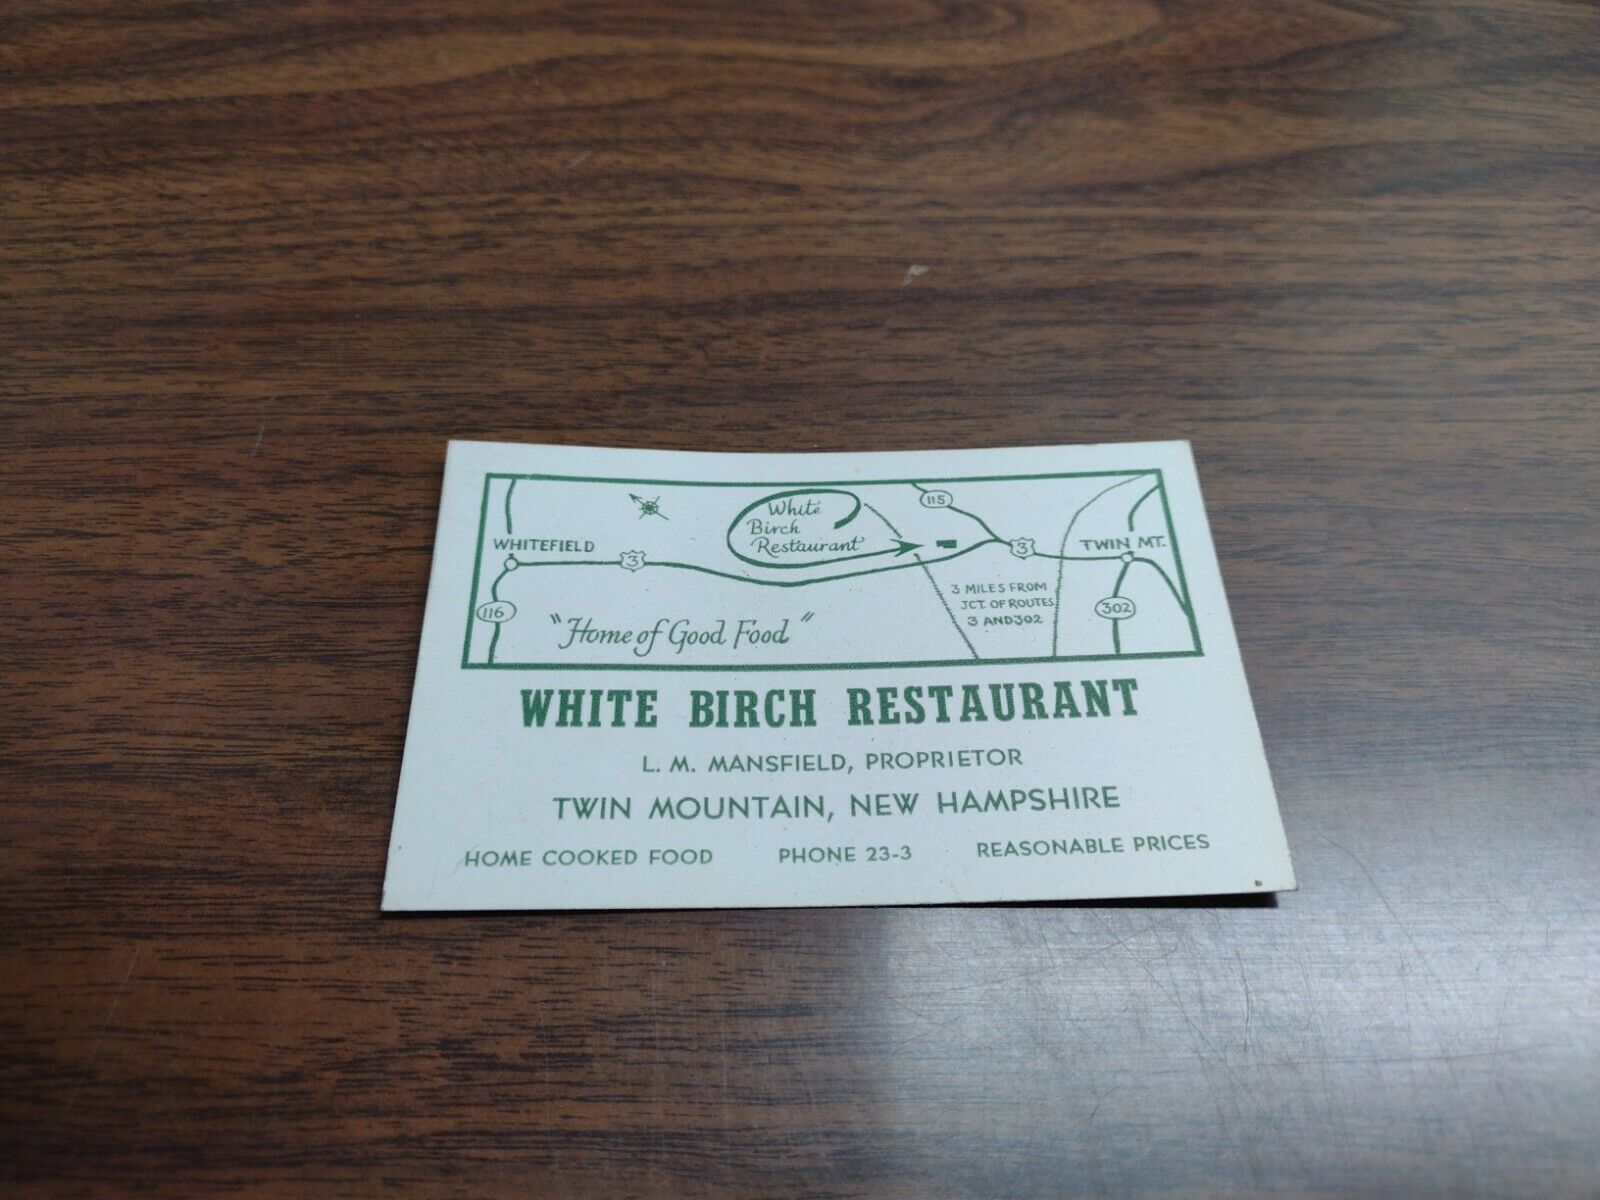 115
White
Birch
Restaurant
WHITEFIELD
3
3
TWIN MT.
116
3 MILES FROM
JCT. OF ROUTES
3 AND 302
302
"Home of Good Food"
WHITE BIRCH RESTAURANT
L. M. MANSFIELD, PROPRIETOR
TWIN MOUNTAIN, NEW HAMPSHIRE
HOME COOKED FOOD PHONE 23-3 REASONABLE PRICES